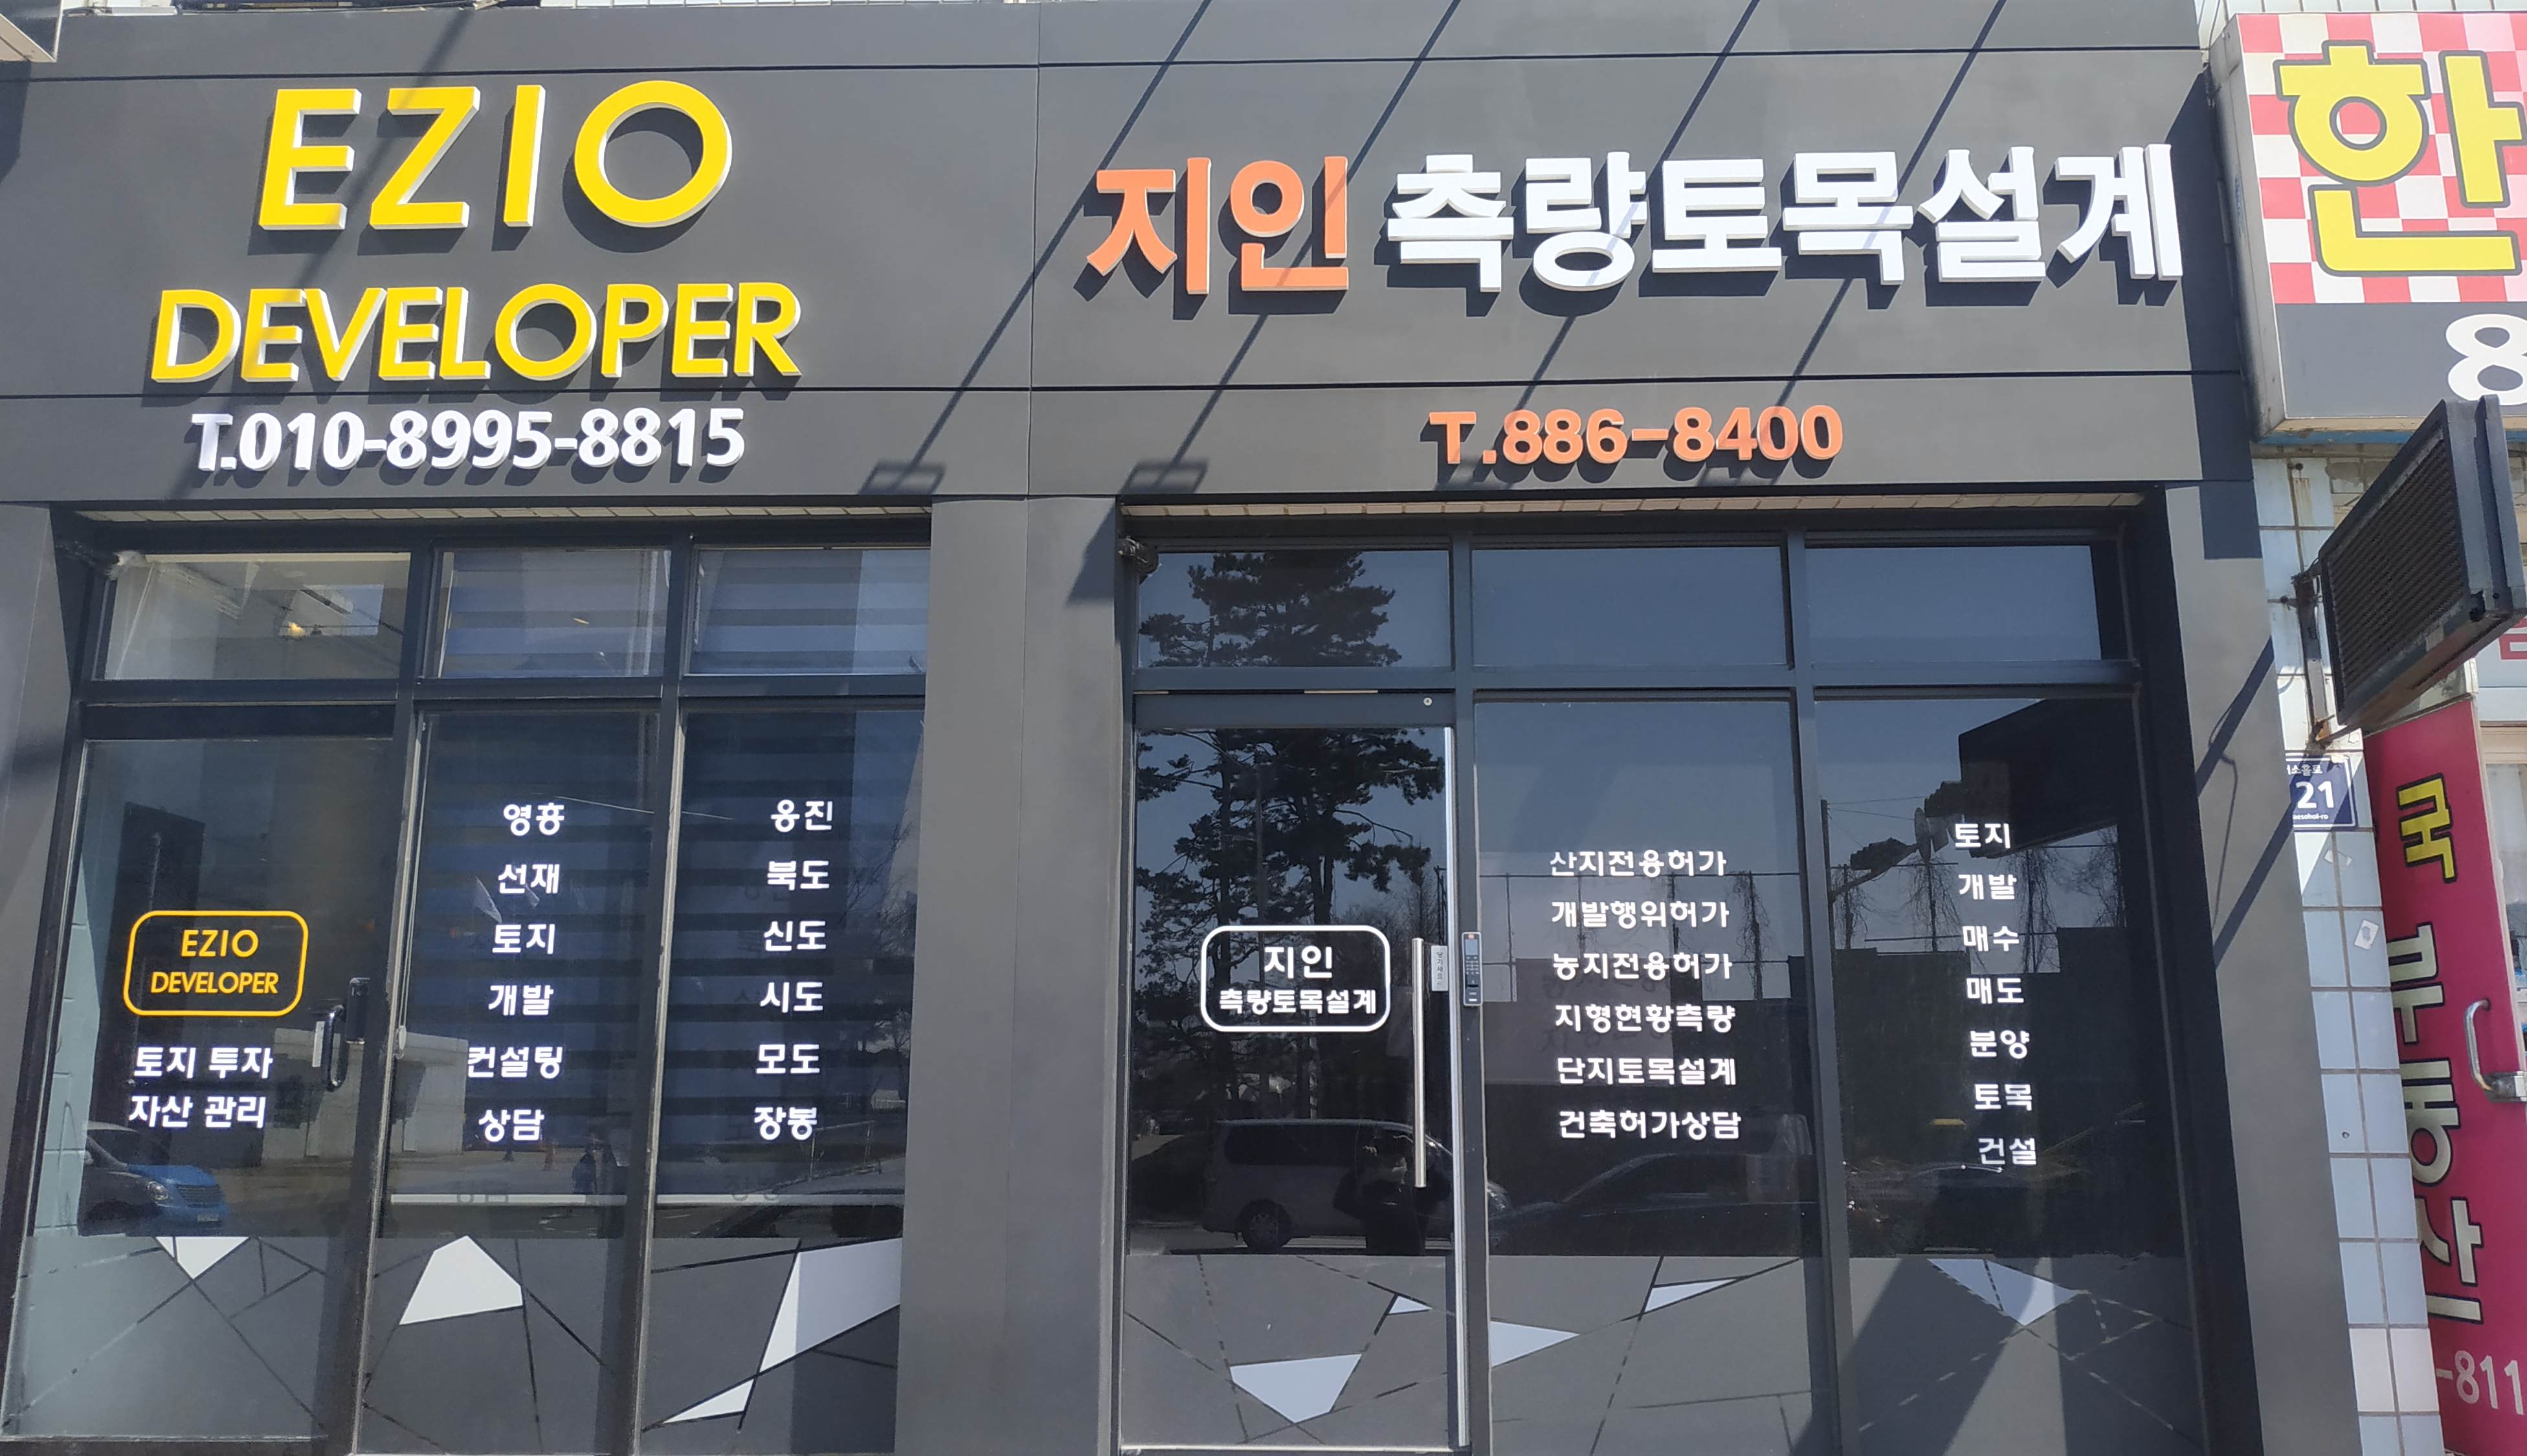 EZIO
DEVELOPER
T.010-8995-8815
지인 측량토목설계
T.886-8400
한
8
EZIO
DEVELOPER
토지 투자
자산 관리
영흥
선재
토지
개발
컨설팅
상담
옹진
북도
신도
시도
모도
장봉
지인
측량토목설계
산지전용허가
개발행위허가
농지전용허가
지형현황측량
단지토목설계
건축허가상담
토지
개발
매수
매도
분양
토목
건설
21
국
-811